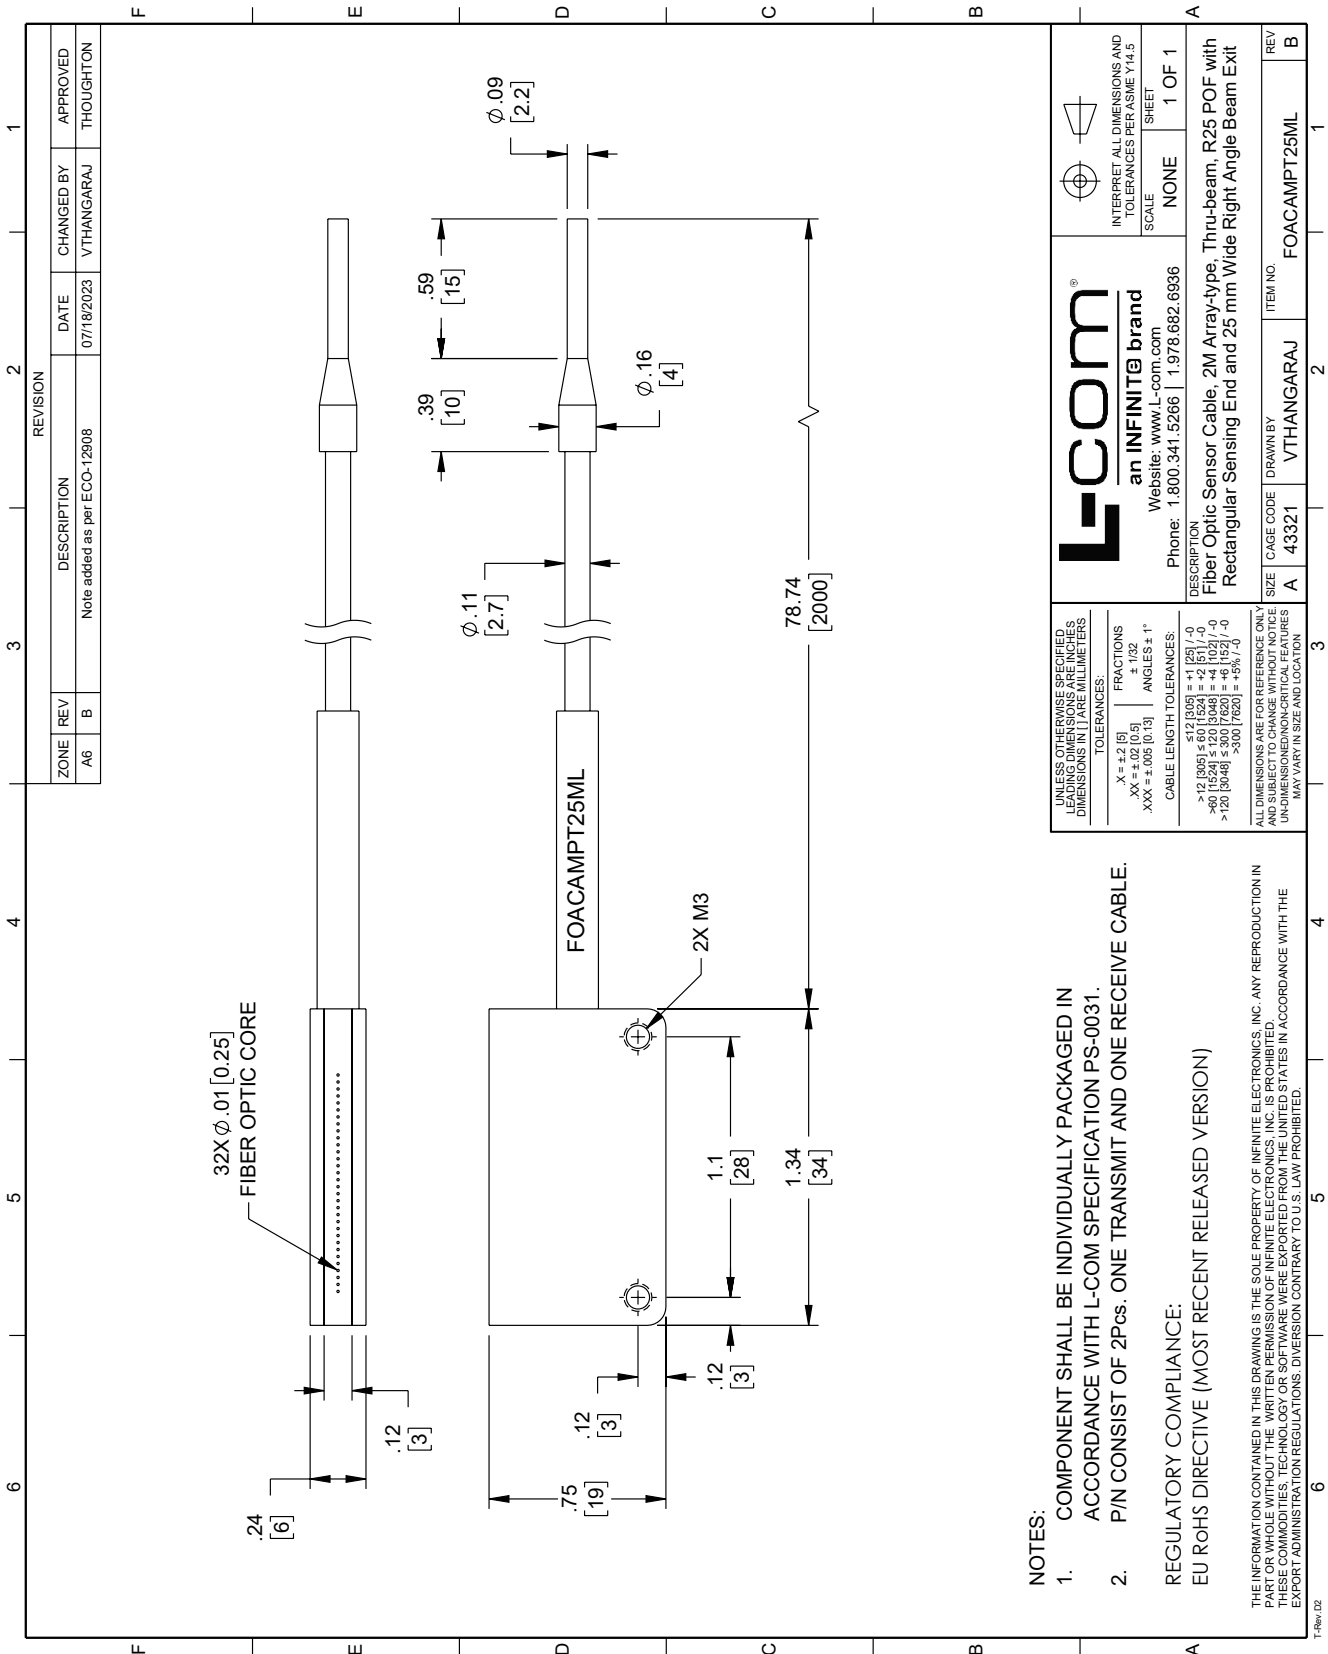 6
5
4
3
2
1
F
E
D
C
B
A
REVISION
ZONE REV DESCRIPTION DATE CHANGED BY APPROVED
A6 B Note added as per ECO-12908 07/18/2023 VTHANGARAJ THOUGHTON
32X Ø .01 [0.25]
FIBER OPTIC CORE
.24
[6]
.12
[3]
.39
[10]
.59
[15]
Ø .11
[2.7]
Ø .16
[4]
Ø .09
[2.2]
FOACAMPT25ML
.75
[19]
.12
[3]
.12
[3]
2X M3
1.1
[28]
1.34
[34]
78.74
[2000]
NOTES:
1. COMPONENT SHALL BE INDIVIDUALLY PACKAGED IN
ACCORDANCE WITH L-COM SPECIFICATION PS-0031.
2. P/N CONSIST OF 2Pcs. ONE TRANSMIT AND ONE RECEIVE CABLE.
REGULATORY COMPLIANCE:
EU RoHS DIRECTIVE (MOST RECENT RELEASED VERSION)
THE INFORMATION CONTAINED IN THIS DRAWING IS THE SOLE PROPERTY OF INFINITE ELECTRONICS, INC. ANY REPRODUCTION IN
PART OR WHOLE WITHOUT THE WRITTEN PERMISSION OF INFINITE ELECTRONICS, INC. IS PROHIBITED.
THESE COMMODITIES, TECHNOLOGY OR SOFTWARE WERE EXPORTED FROM THE UNITED STATES IN ACCORDANCE WITH THE
EXPORT ADMINISTRATION REGULATIONS. DIVERSION CONTRARY TO U.S. LAW PROHIBITED.
UNLESS OTHERWISE SPECIFIED
LEADING DIMENSIONS ARE INCHES
DIMENSIONS IN [ ] ARE MILLIMETERS
TOLERANCES:
.X = ±.2 [5]
.XX = ±.02 [0.5]
.XXX = ±.005 [0.13]
FRACTIONS
± 1/32
ANGLES ± 1°
CABLE LENGTH TOLERANCES:
≤12 [305] = +1 [25] / -0
>12 [305] ≤ 60 [1524] = +2 [51] / -0
>60 [1524] ≤ 120 [3048] = +4 [102] / -0
>120 [3048] ≤ 300 [7620] = +6 [152] / -0
>300 [7620] = +5% / -0
ALL DIMENSIONS ARE FOR REFERENCE ONLY
AND SUBJECT TO CHANGE WITHOUT NOTICE.
UN-DIMENSIONED/NON-CRITICAL FEATURES
MAY VARY IN SIZE AND LOCATION
L-com®
an INFINIT@ brand
Website: www.L-com.com
Phone: 1.800.341.5266 | 1.978.682.6936
INTERPRET ALL DIMENSIONS AND
TOLERANCES PER ASME Y14.5
SCALE NONE
SHEET 1 OF 1
DESCRIPTION
Fiber Optic Sensor Cable, 2M Array-type, Thru-beam, R25 POF with
Rectangular Sensing End and 25 mm Wide Right Angle Beam Exit
SIZE A
CAGE CODE 43321
DRAWN BY VTHANGARAJ
ITEM NO. FOACAMPT25ML
REV B
F
E
D
C
B
A
6
5
4
3
2
1
T-Rev.D2